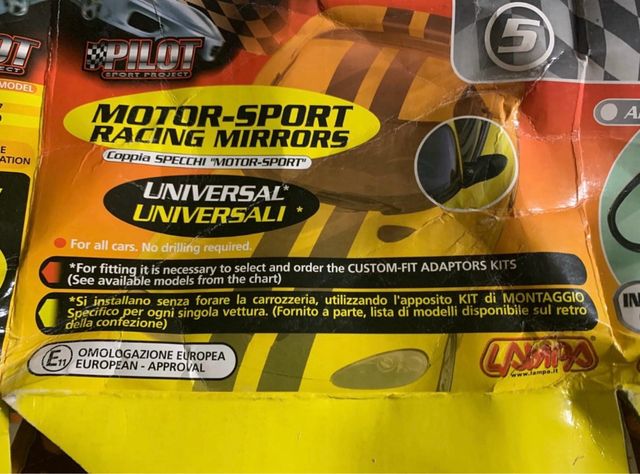 PILOT
SPORT PROJECT
5
MODEL
MOTOR-SPORT
RACING MIRRORS
Coppia SPECCHI "MOTOR-SPORT"
UNIVERSAL*
UNIVERSALI *
For all cars. No drilling required.
*For fitting it is necessary to select and order the CUSTOM-FIT ADAPTORS KITS
(See available models from the chart)
*Si installano senza forare la carrozzeria, utilizzando l'apposito KIT di MONTAGGIO
Specifico per ogni singola vettura. (Fornito a parte, lista di modelli disponibile sul retro
della confezione)
E11 OMOLOGAZIONE EUROPEA
EUROPEAN - APPROVAL
LAMPA
www.lampa.it